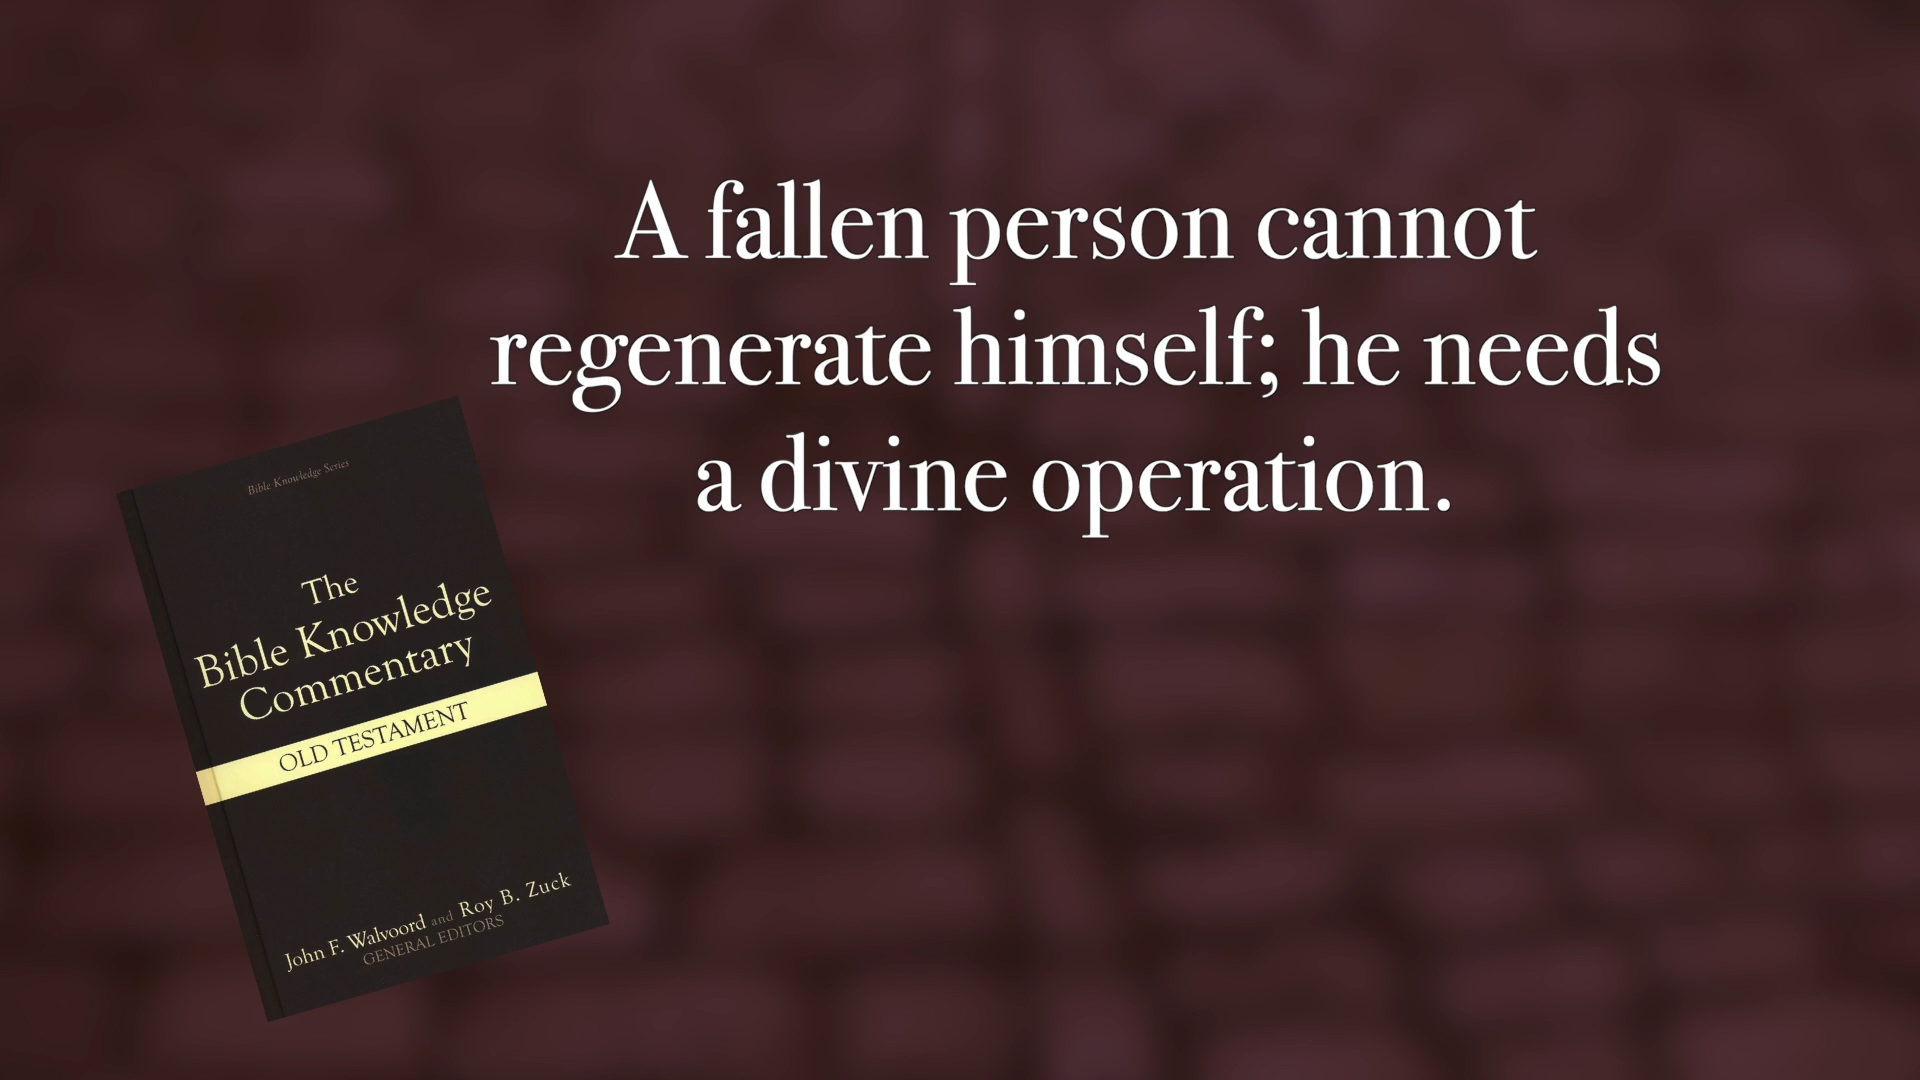 A fallen person cannot
regenerate himself; he needs
a divine operation.
Bible Knowledge Series
The
Bible Knowledge
Commentary
OLD TESTAMENT
John F. Walvoord and Roy B. Zuck
GENERAL EDITORS